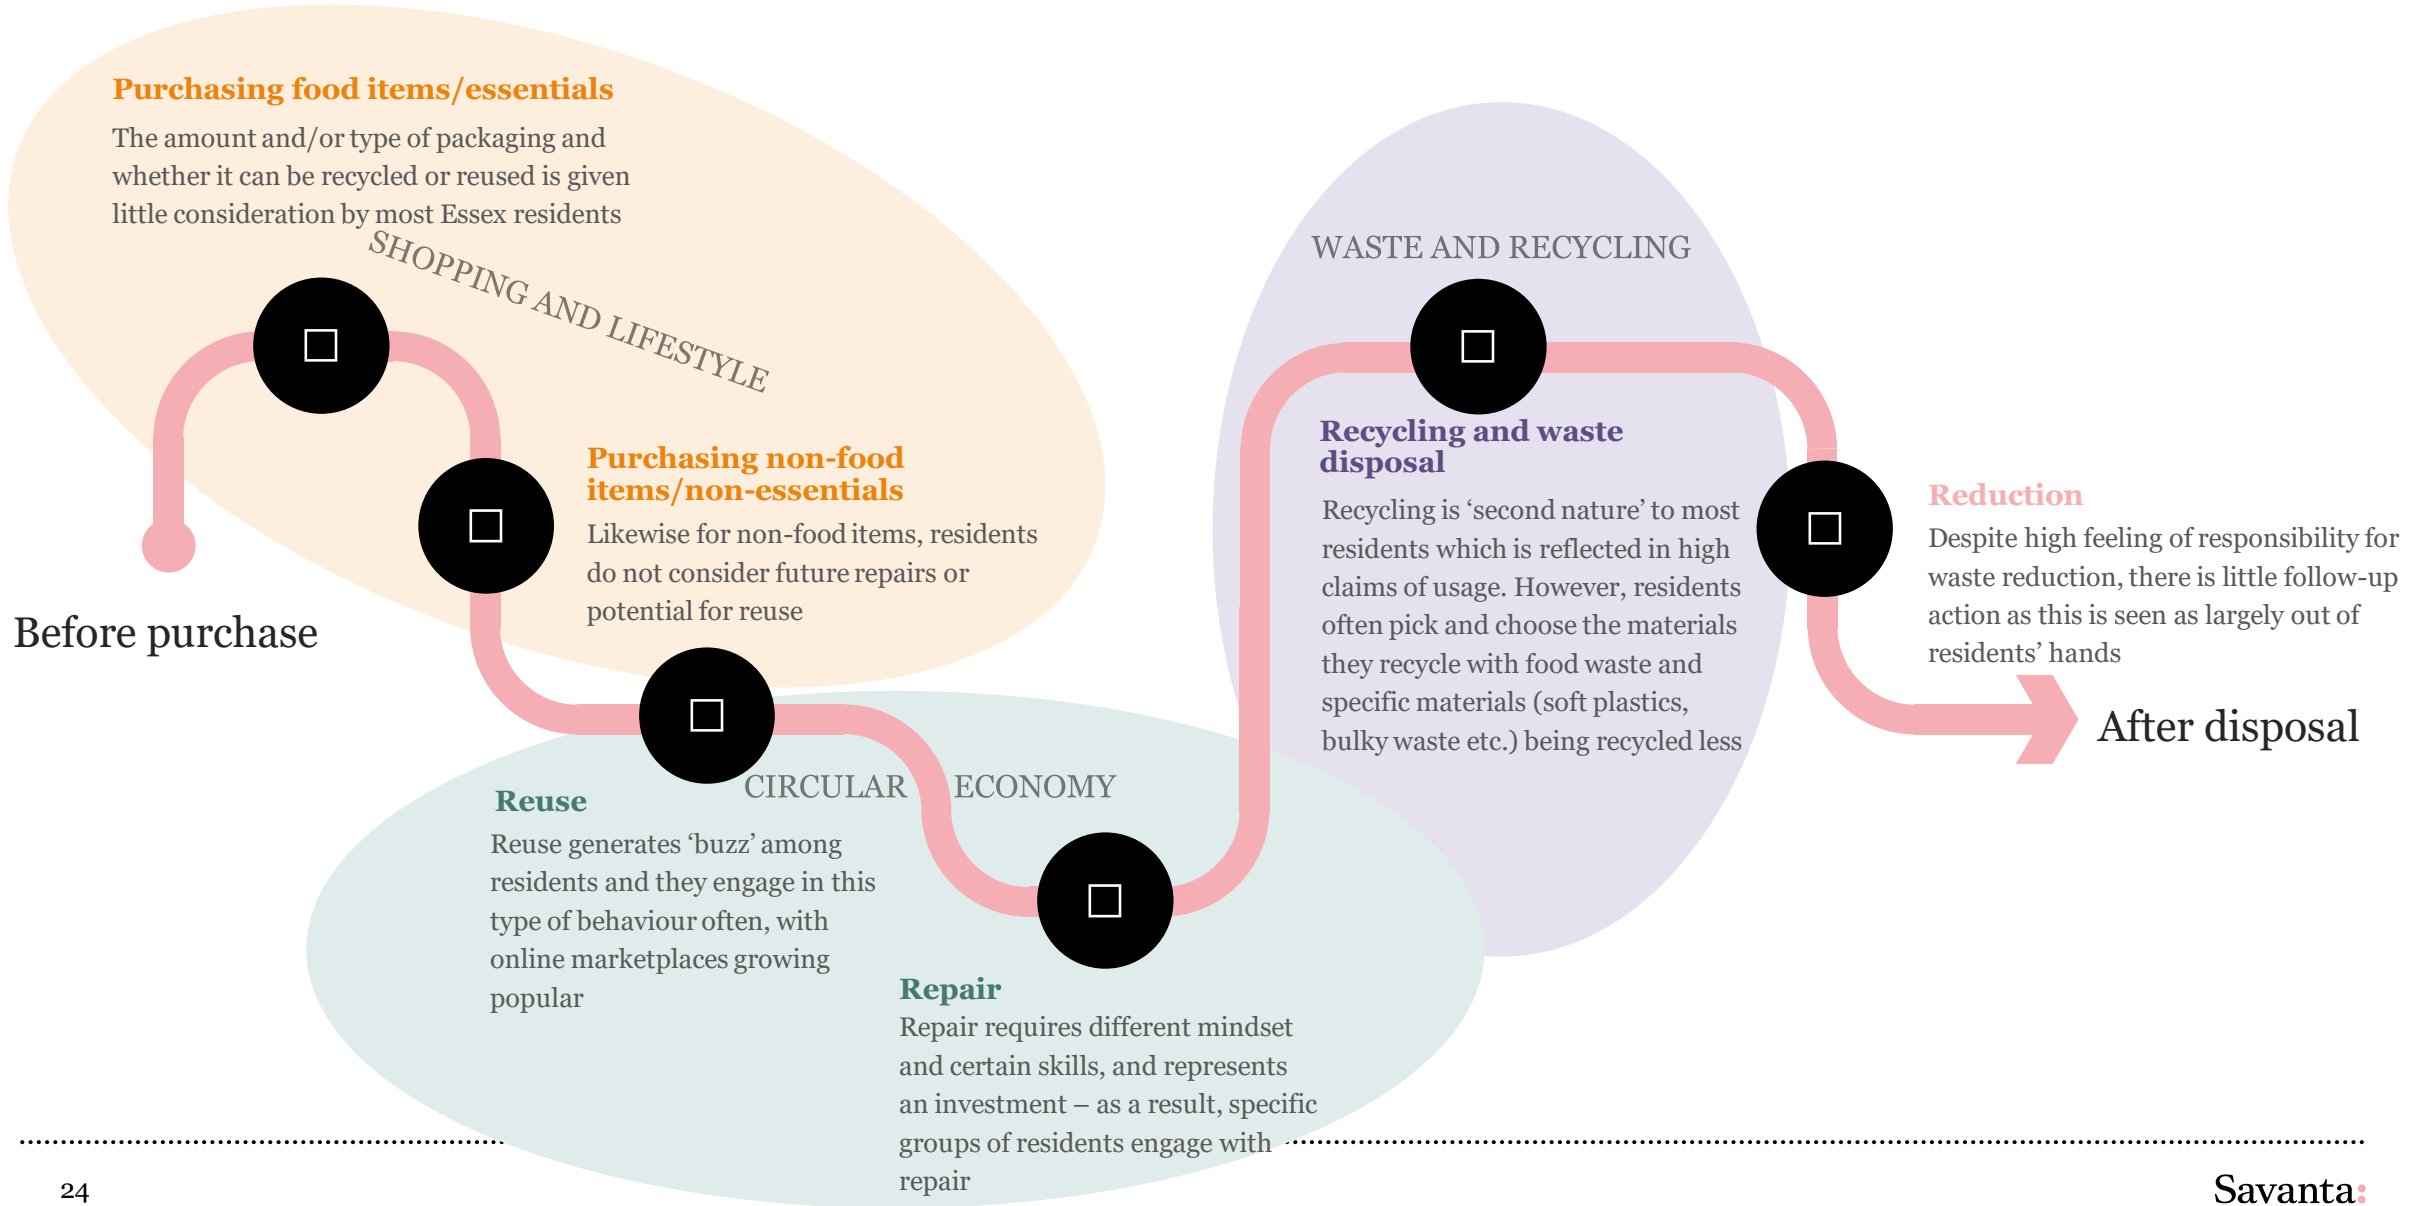 Purchasing food items/essentials
The amount and/or type of packaging and
whether it can be recycled or reused is given
little consideration by most Essex residents
SHOPPING AND LIFESTYLE
Before purchase
Purchasing non-food
items/non-essentials
Likewise for non-food items, residents
do not consider future repairs or
potential for reuse
CIRCULAR ECONOMY
Reuse
Reuse generates ‘buzz’ among
residents and they engage in this
type of behaviour often, with
online marketplaces growing
popular
Repair
Repair requires different mindset
and certain skills, and represents
an investment – as a result, specific
groups of residents engage with
repair
WASTE AND RECYCLING
Recycling and waste
disposal
Recycling is ‘second nature’ to most
residents which is reflected in high
claims of usage. However, residents
often pick and choose the materials
they recycle with food waste and
specific materials (soft plastics,
bulky waste etc.) being recycled less
Reduction
Despite high feeling of responsibility for
waste reduction, there is little follow-up
action as this is seen as largely out of
residents’ hands
After disposal
24
Savanta: